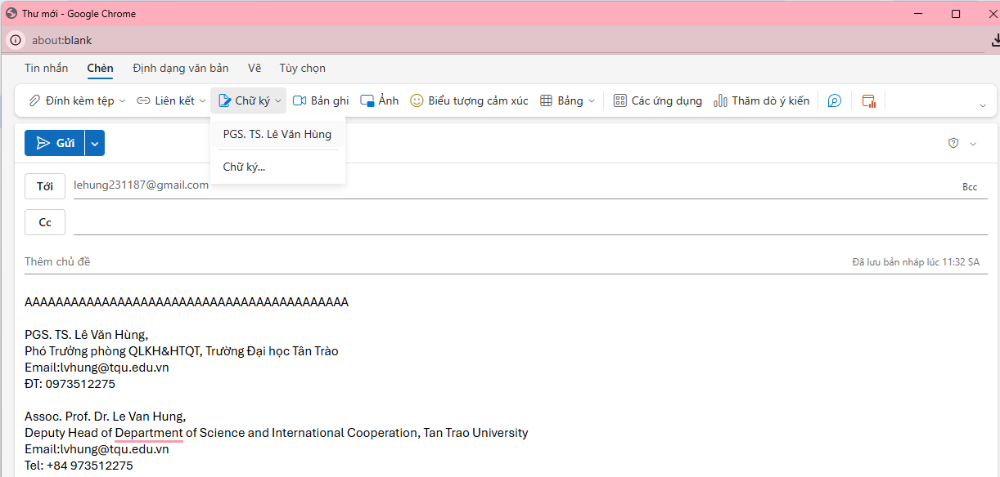 Thư mới - Google Chrome
about:blank
Tin nhắn Chèn Định dạng văn bản Vẽ Tùy chọn
Đính kèm tệp Liên kết Chữ ký Bản ghi Ảnh Biểu tượng cảm xúc Bảng Các ứng dụng Thăm dò ý kiến
PGS. TS. Lê Văn Hùng
Chữ ký...
Gửi
Tới lehung231187@gmail.com Bcc
Cc
Thêm chủ đề Đã lưu bản nháp lúc 11:32 SA
AAAAAAAAAAAAAAAAAAAAAAAAAAAAAAAAAAAAAAAAAAA
PGS. TS. Lê Văn Hùng,
Phó Trưởng phòng QLKH&HTQT, Trường Đại học Tân Trào
Email:lvhung@tqu.edu.vn
ĐT: 0973512275
Assoc. Prof. Dr. Le Van Hung,
Deputy Head of Department of Science and International Cooperation, Tan Trao University
Email:lvhung@tqu.edu.vn
Tel: +84 973512275